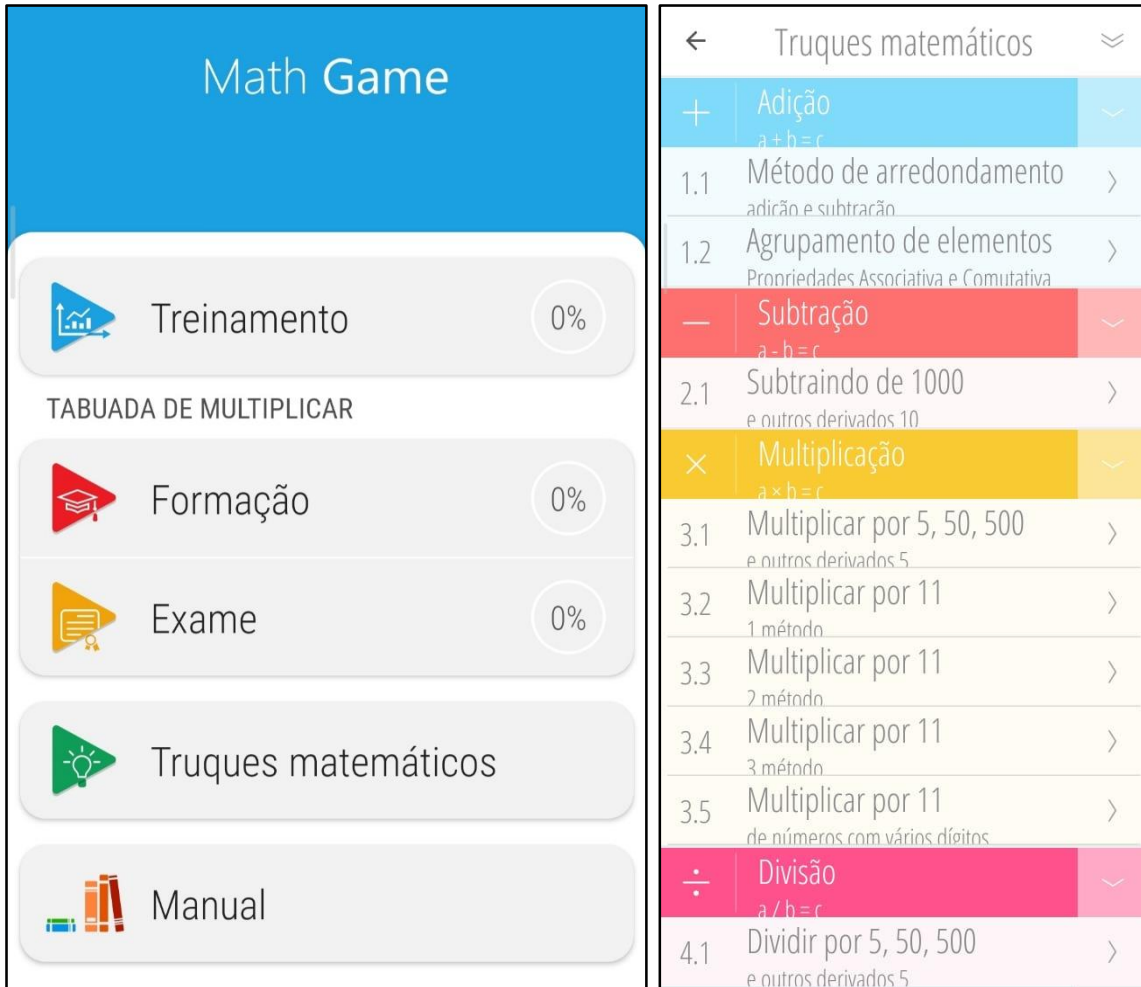 Math Game
Treinamento 0%
TABUADA DE MULTIPLICAR
Formação 0%
Exame 0%
Truques matemáticos
Manual
Truques matemáticos
+ Adição
a + b = c
1.1 Método de arredondamento
adição e subtração
1.2 Agrupamento de elementos
Propriedades Associativa e Comutativa
— Subtração
a - b = c
2.1 Subtraindo de 1000
e outros derivados 10
× Multiplicação
a × b = c
3.1 Multiplicar por 5, 50, 500
e outros derivados 5
3.2 Multiplicar por 11
1 método
3.3 Multiplicar por 11
2 método
3.4 Multiplicar por 11
3 método
3.5 Multiplicar por 11
de números com vários dígitos
÷ Divisão
a / b = c
4.1 Dividir por 5, 50, 500
e outros derivados 5